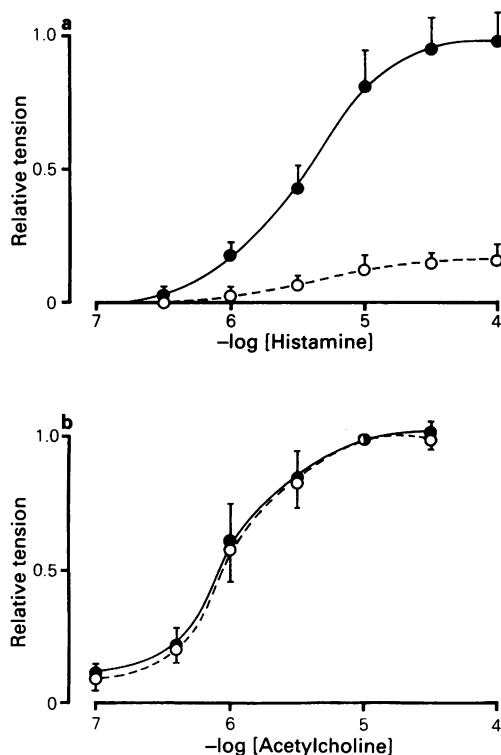 a
1.0
Relative tension
0.5
0
7 6 5 4
–log [Histamine]
b
1.0
Relative tension
0.5
0
7 6 5 4
–log [Acetylcholine]